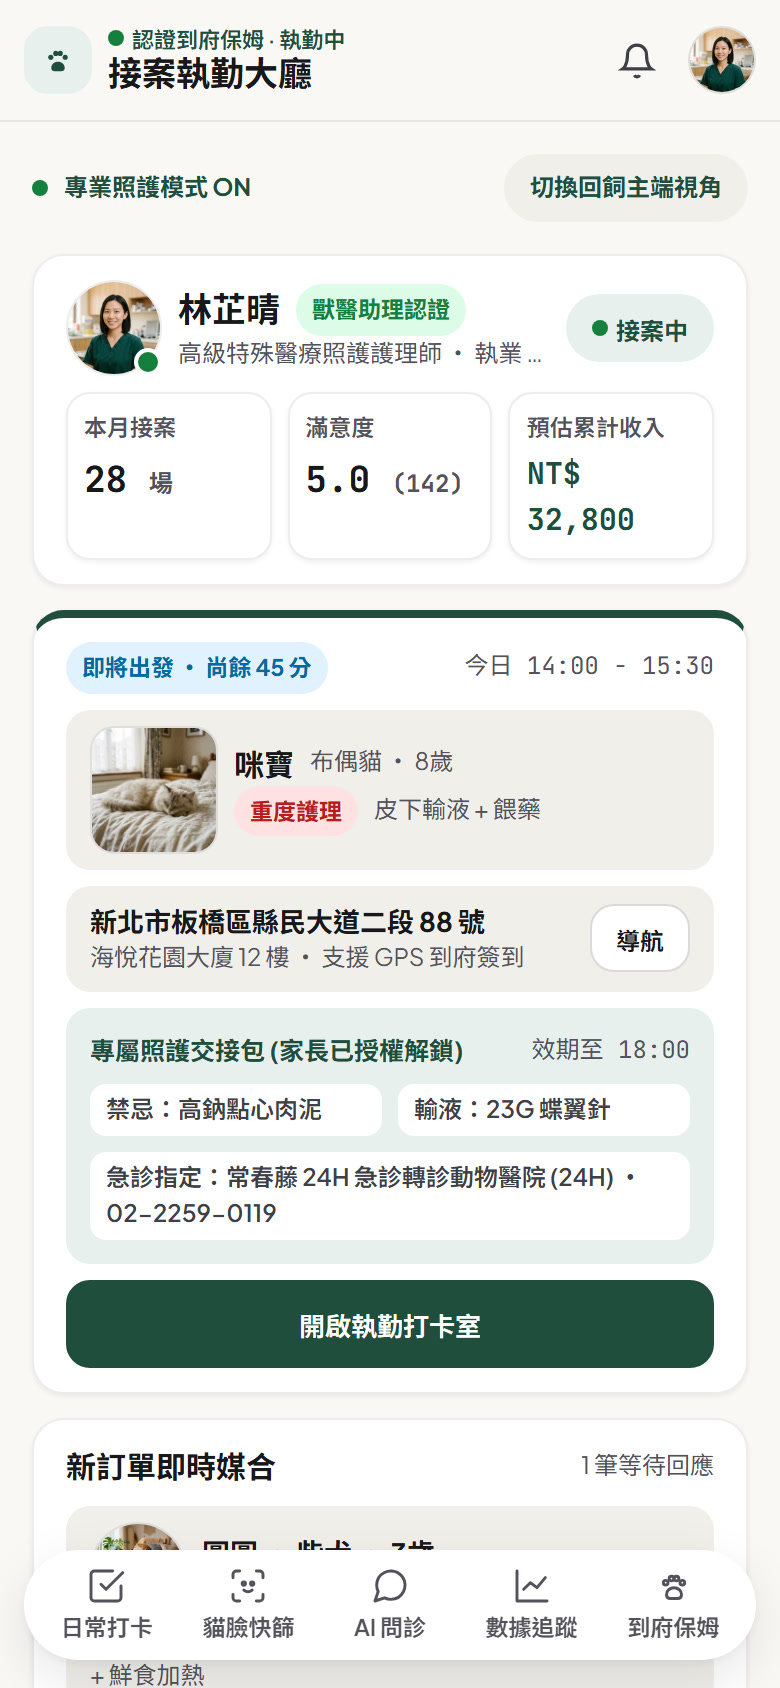 認證到府保姆 · 執勤中
接案執勤大廳
專業照護模式 ON
切換回飼主端視角
林芷晴
獸醫助理認證
高級特殊醫療照護護理師 • 執業 ...
接案中
本月接案
28 場
滿意度
5.0 (142)
預估累計收入
NT$
32,800
即將出發 • 尚餘 45 分
今日 14:00 - 15:30
咪寶 布偶貓 • 8歲
重度護理 皮下輸液 + 餵藥
新北市板橋區縣民大道二段 88 號
海悅花園大廈 12 樓 • 支援 GPS 到府簽到
導航
專屬照護交接包 (家長已授權解鎖)
效期至 18:00
禁忌：高鈉點心肉泥
輸液：23G 蝶翼針
急診指定：常春藤 24H 急診轉診動物醫院 (24H) •
02-2259-0119
開啟執勤打卡室
新訂單即時媒合
1 筆等待回應
日常打卡
貓臉快篩
AI 問診
數據追蹤
到府保姆
+ 鮮食加熱